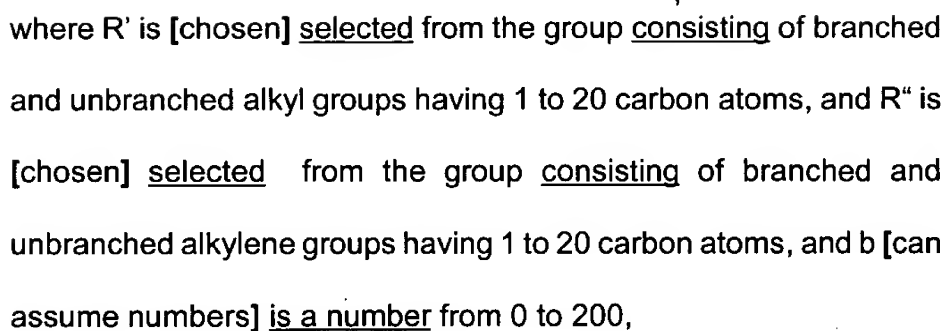 where R' is [chosen] selected from the group consisting of branched
and unbranched alkyl groups having 1 to 20 carbon atoms, and R“ is
[chosen] selected from the group consisting of branched and
unbranched alkylene groups having 1 to 20 carbon atoms, and b [can
assume numbers] is a number from 0 to 200,